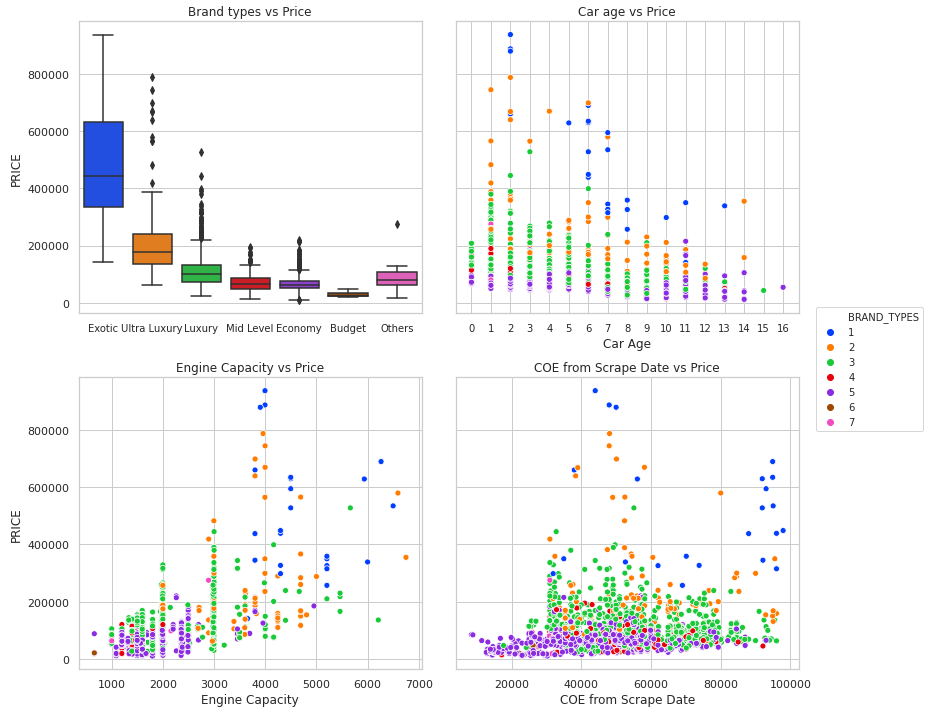 Brand types vs Price
Car age vs Price
PRICE
800000
600000
400000
200000
0
Exotic Ultra Luxury Luxury Mid Level Economy Budget Others
0 1 2 3 4 5 6 7 8 9 10 11 12 13 14 15 16
Car Age
Engine Capacity vs Price
COE from Scrape Date vs Price
PRICE
800000
600000
400000
200000
0
1000 2000 3000 4000 5000 6000 7000
Engine Capacity
20000 40000 60000 80000 100000
COE from Scrape Date
BRAND_TYPES
1
2
3
4
5
6
7